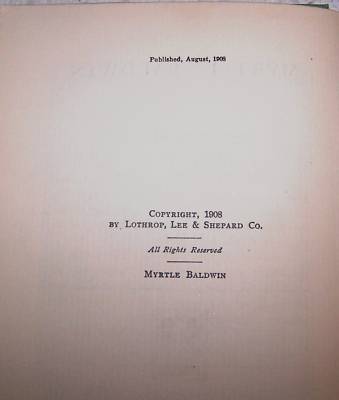 Published, August, 1908
COPYRIGHT, 1908
BY LOTHROP, LEE & SHEPARD CO.
All Rights Reserved
MYRTLE BALDWIN